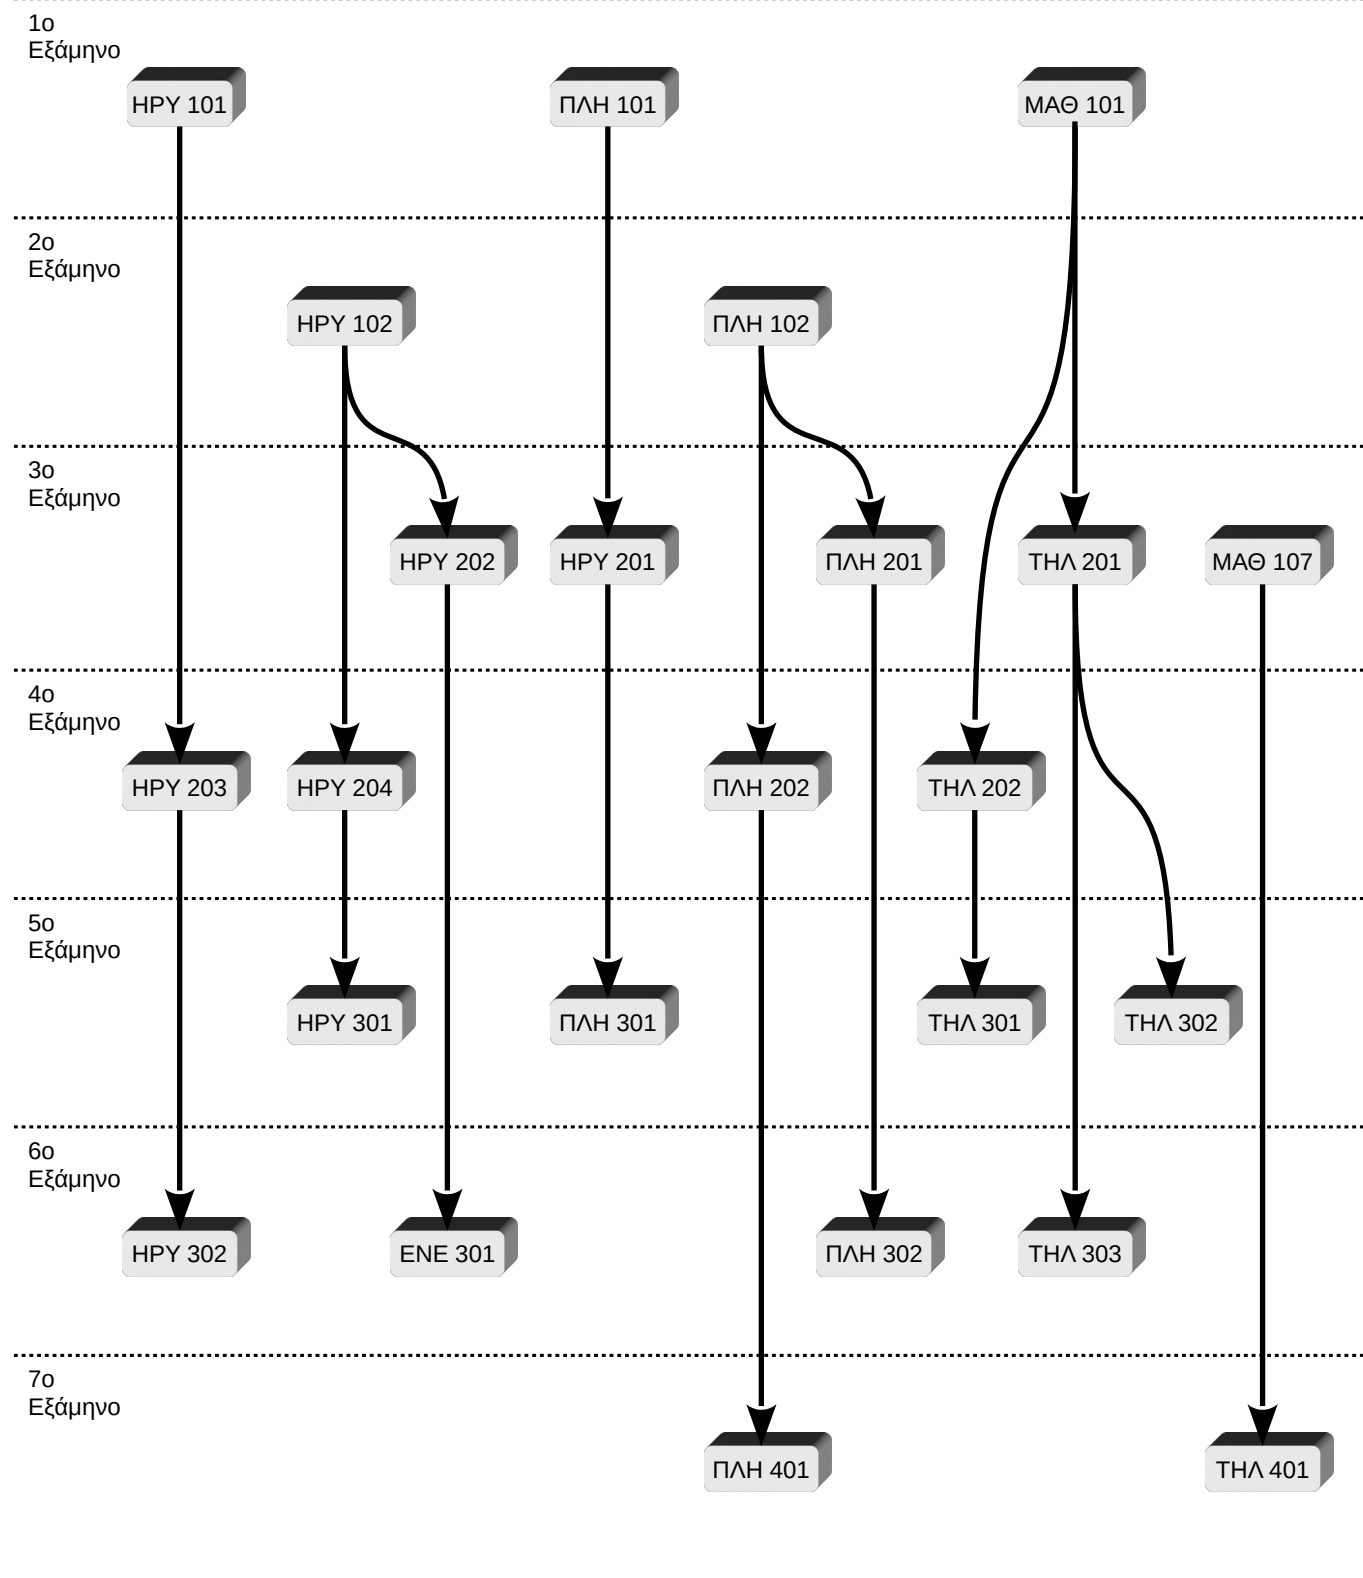 1ο
Εξάμηνο
ΗΡΥ 101
ΠΛΗ 101
ΜΑΘ 101
2ο
Εξάμηνο
ΗΡΥ 102
ΠΛΗ 102
3ο
Εξάμηνο
ΗΡΥ 202
ΗΡΥ 201
ΠΛΗ 201
ΤΗΛ 201
ΜΑΘ 107
4ο
Εξάμηνο
ΗΡΥ 203
ΗΡΥ 204
ΠΛΗ 202
ΤΗΛ 202
5ο
Εξάμηνο
ΗΡΥ 301
ΠΛΗ 301
ΤΗΛ 301
ΤΗΛ 302
6ο
Εξάμηνο
ΗΡΥ 302
ΕΝΕ 301
ΠΛΗ 302
ΤΗΛ 303
7ο
Εξάμηνο
ΠΛΗ 401
ΤΗΛ 401